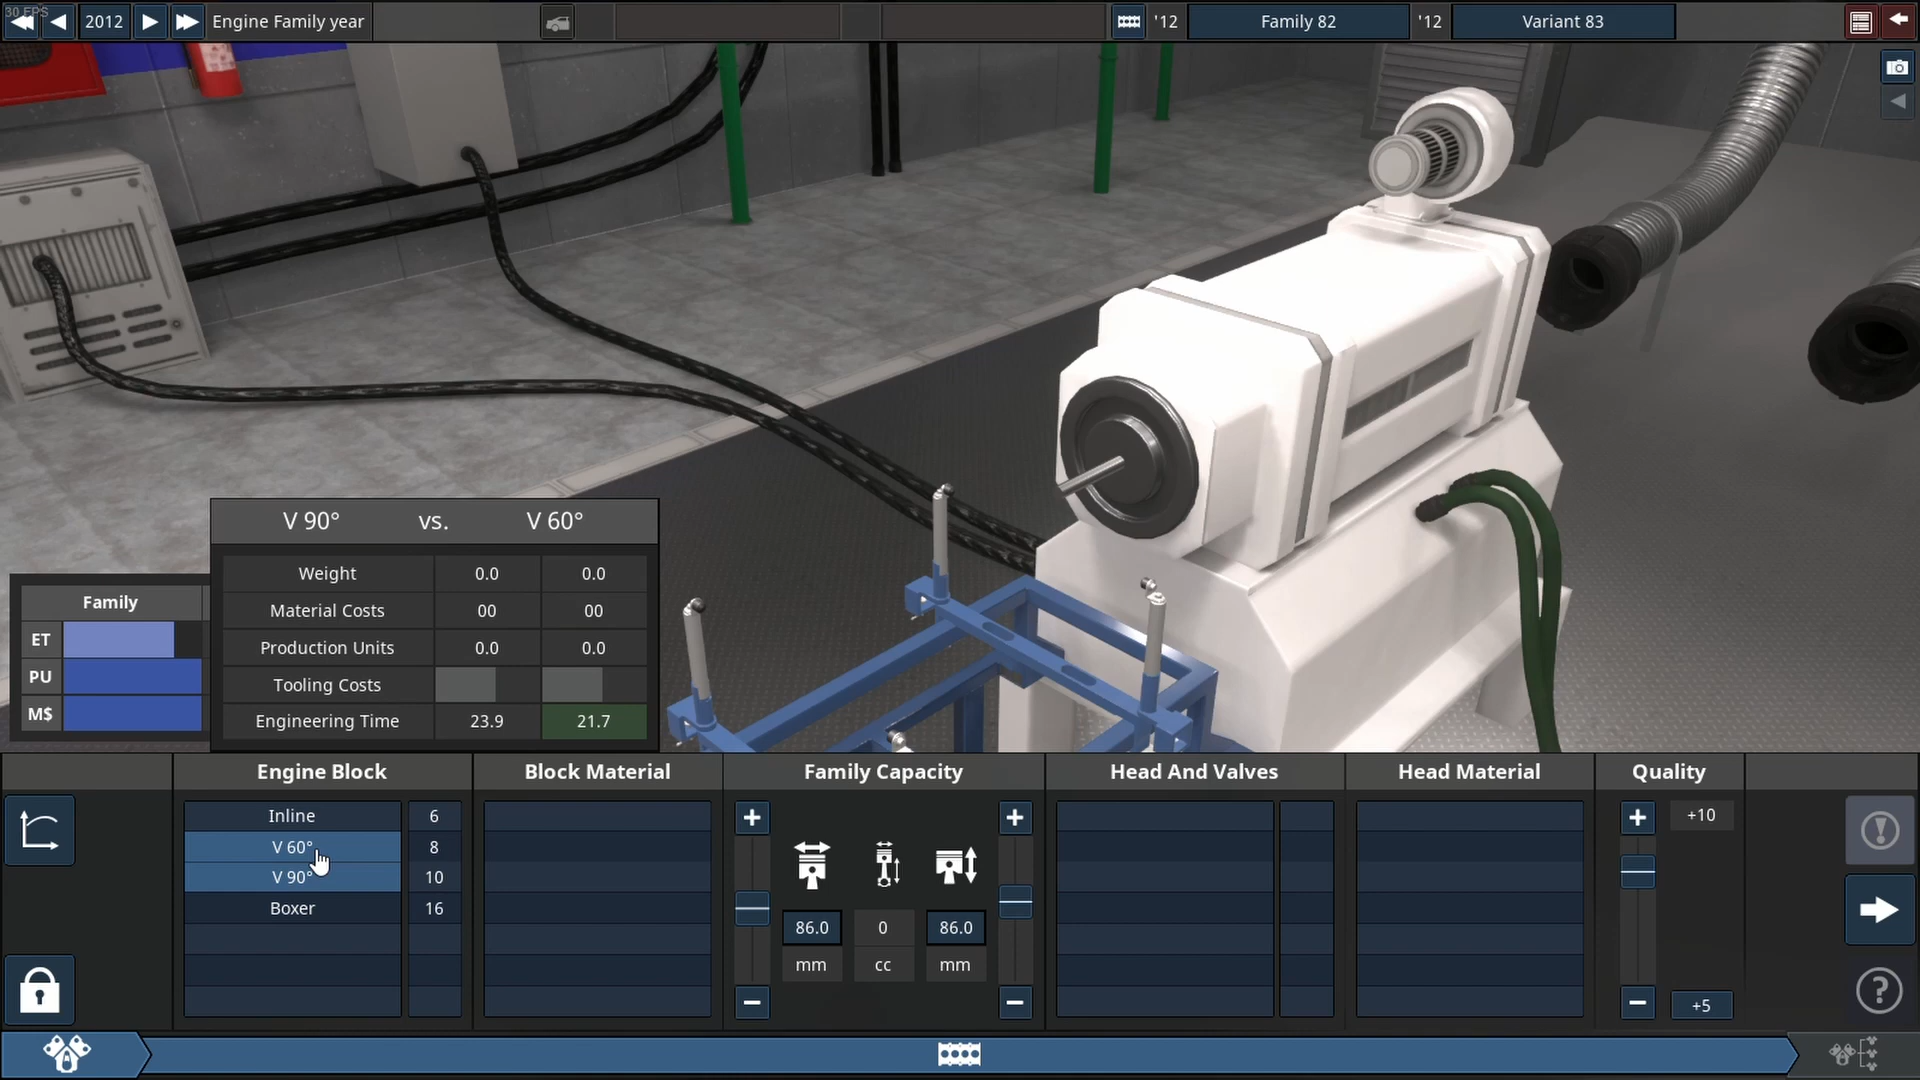 30 FPS
2012 Engine Family year '12 Family 82 '12 Variant 83
V 90° vs. V 60°
Weight 0.0 0.0
Material Costs 00 00
Production Units 0.0 0.0
Tooling Costs
Engineering Time 23.9 21.7
Family
ET
PU
M$
Engine Block
Inline 6
V 60° 8
V 90° 10
Boxer 16
Block Material
Family Capacity
86.0 0 86.0
mm cc mm
Head And Valves
Head Material
Quality
+10
+5